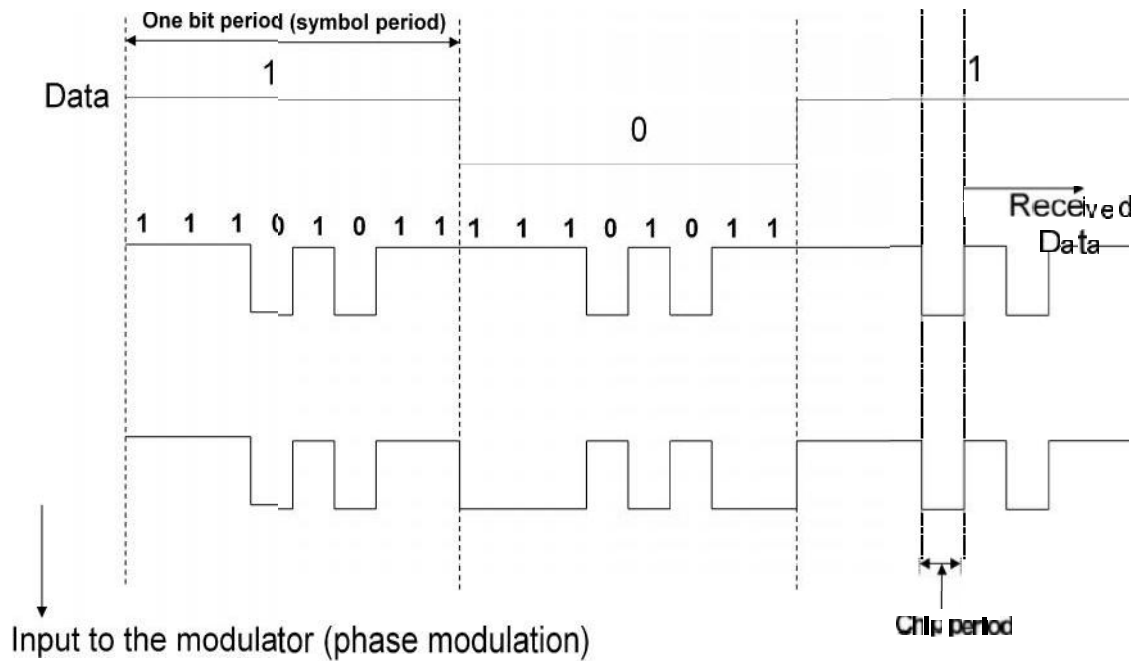 One bit period (symbol period)
1
1
Data
0
1 1 1 0 1 0 1 1 1 1 1 0 1 0 1 1
Received
Data
Chip period
Input to the modulator (phase modulation)